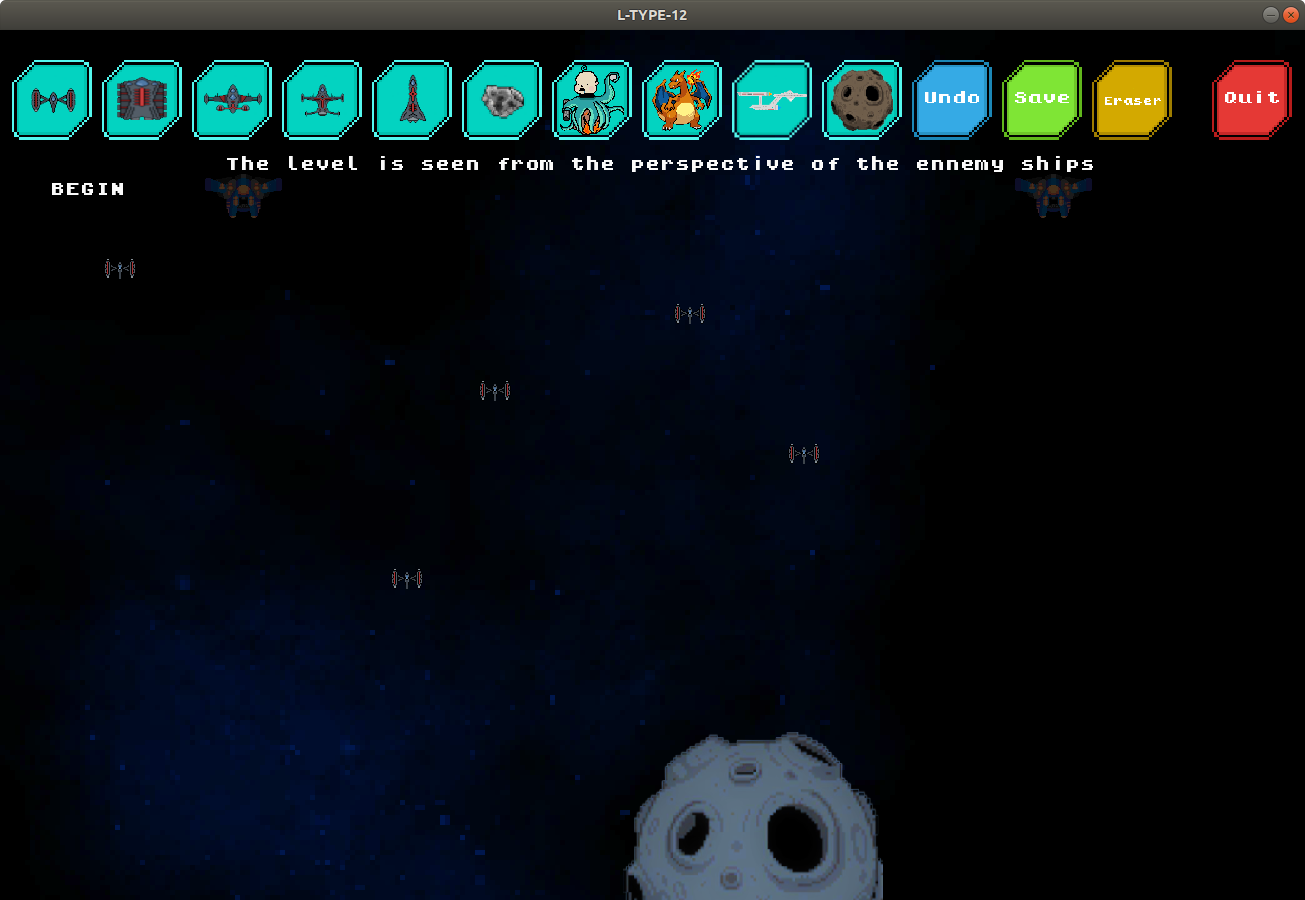 L-TYPE-12
Undo
Save
Eraser
Quit
The level is seen from the perspective of the ennemy ships
BEGIN